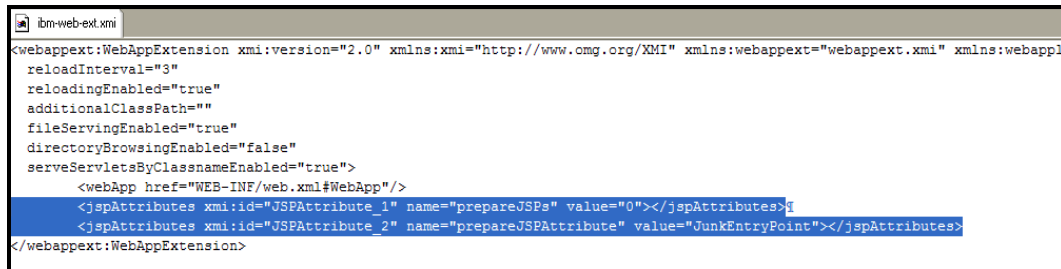 ibm-web-ext.xmi
<webappext:WebAppExtension xmi:version="2.0" xmlns:xmi="http://www.omg.org/XMI" xmlns:webappext="webappext.xmi" xmlns:webappl
reloadInterval="3"
reloadingEnabled="true"
additionalClassPath=""
fileServingEnabled="true"
directoryBrowsingEnabled="false"
serveServletsByClassnameEnabled="true">
<webApp href="WEB-INF/web.xml#WebApp"/>
<jspAttributes xmi:id="JSPAttribute_1" name="prepareJSPs" value="0"></jspAttributes>¶
<jspAttributes xmi:id="JSPAttribute_2" name="prepareJSPAttribute" value="JunkEntryPoint"></jspAttributes>
</webappext:WebAppExtension>